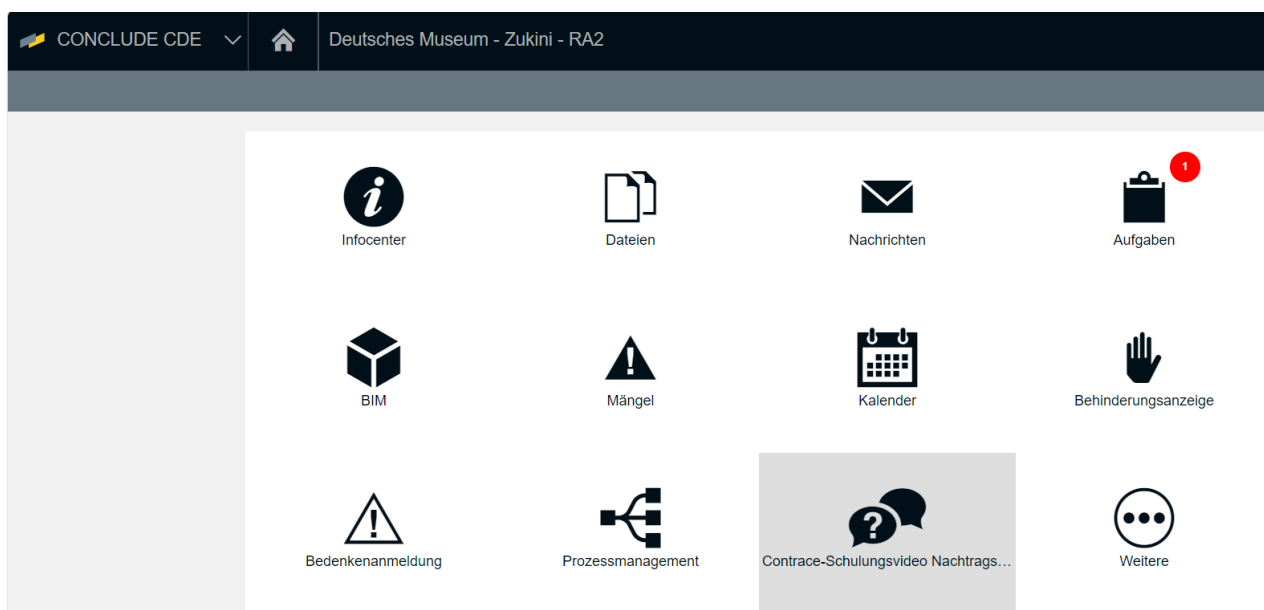 CONCLUDE CDE
Deutsches Museum - Zukini - RA2
1
Infocenter
Dateien
Nachrichten
Aufgaben
BIM
Mängel
Kalender
Behinderungsanzeige
Bedenkenanmeldung
Prozessmanagement
Contrace-Schulungsvideo Nachtrags...
Weitere